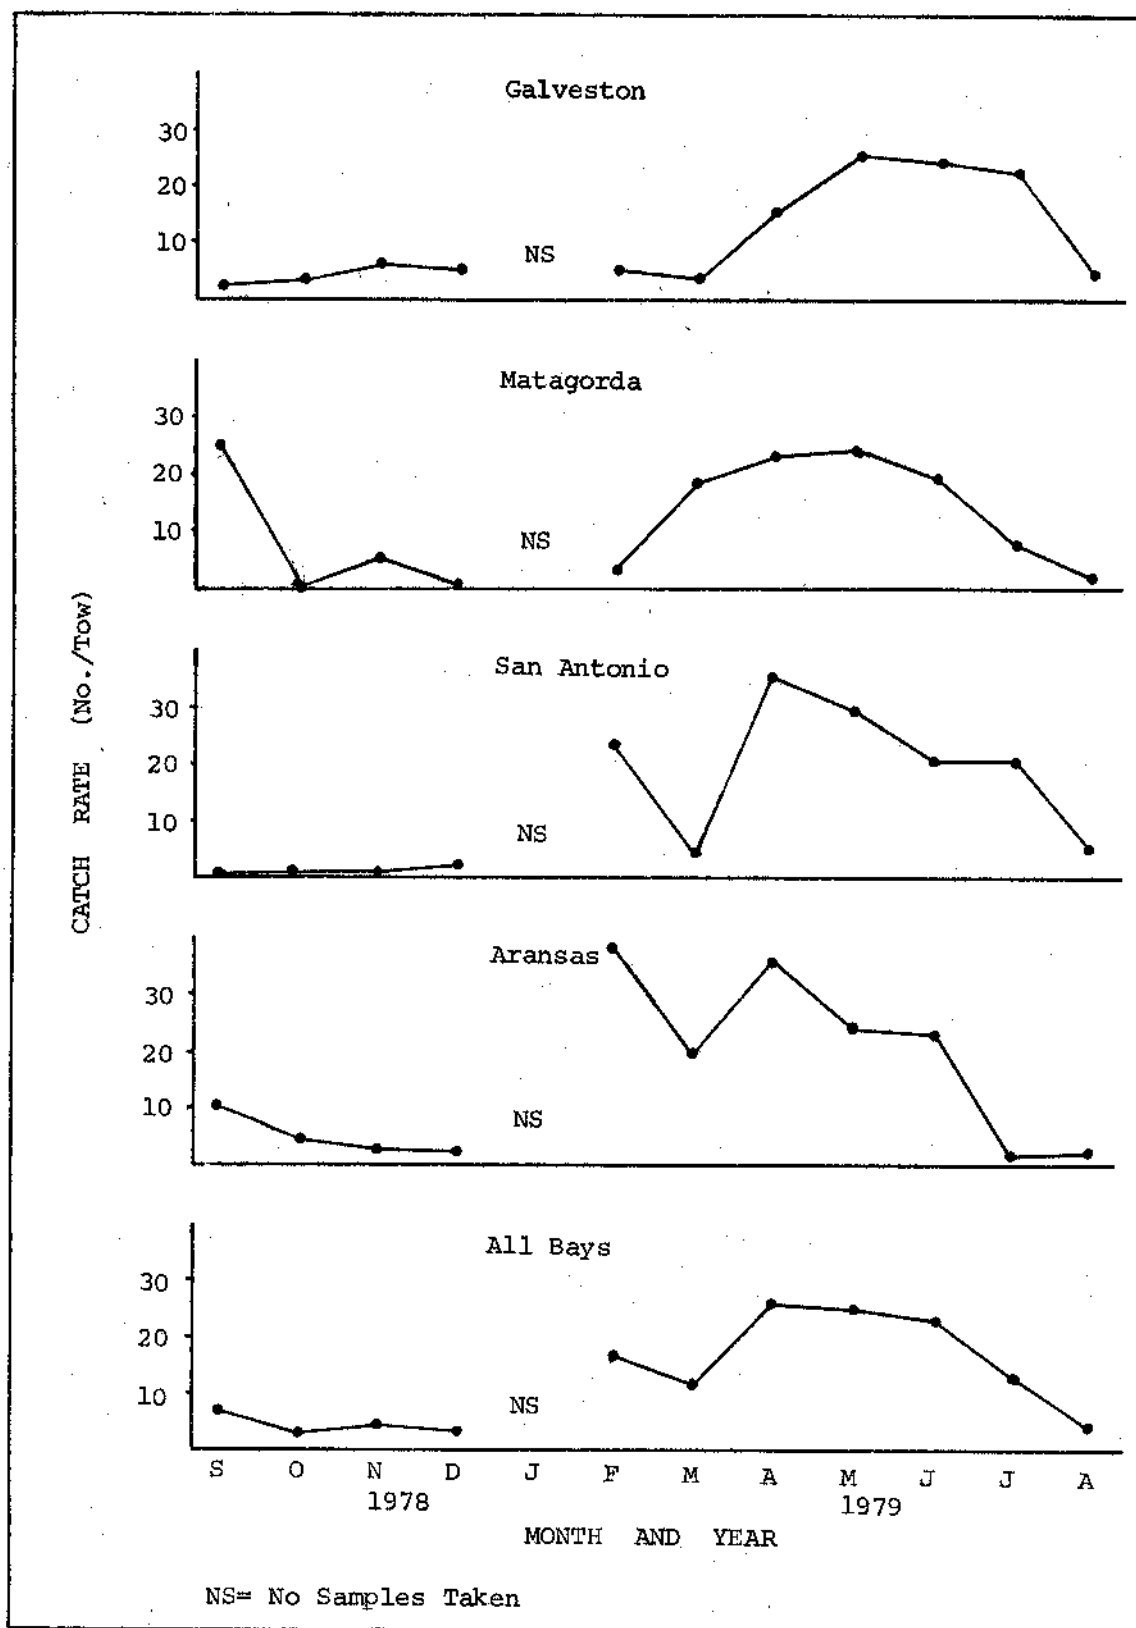 Galveston
30
20
10
NS
Matagorda
30
20
10
NS
CATCH RATE (No./Tow)
San Antonio
30
20
10
NS
Aransas
30
20
10
NS
All Bays
30
20
10
NS
S O N D J F M A M J J A
1978 1979
MONTH AND YEAR
NS= No Samples Taken